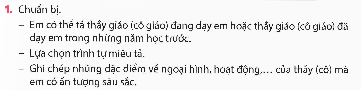 1. Chuẩn bị.
– Em có thể tả thầy giáo (cô giáo) đang dạy em hoặc thầy giáo (cô giáo) đã
dạy em trong những năm học trước.
– Lựa chọn trình tự miêu tả.
– Ghi chép những đặc điểm về ngoại hình, hoạt động,... của thầy (cô) mà
em có ấn tượng sâu sắc.